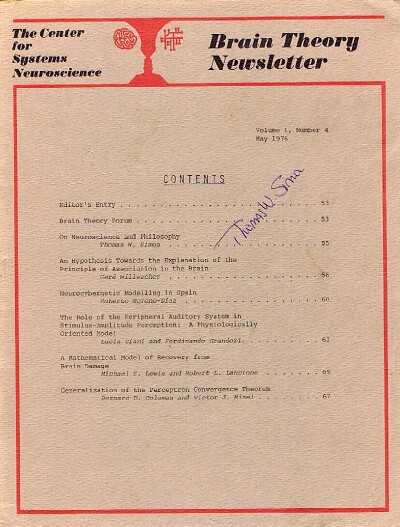 The Center
for
Systems
Neuroscience
Brain Theory
Newsletter
Volume 1, Number 4
May 1976
CONTENTS
Editor's Entry . . . . . . . . . . . . . . . . . . . . . . . . . 53
Brain Theory Forum . . . . . . . . . . . . . . . . . . . . . . . 53
On Neuroscience and Philosophy
Thomas W. Simon . . . . . . . . . . . . . . . . . . . 55
Thomas W. Simon
An Hypothesis Towards the Explanation of the
Principle of Association in the Brain
Gerd Willwacher . . . . . . . . . . . . . . . . . . . 56
Neurocybernetic Modelling in Spain
Roberto Moreno-Díaz . . . . . . . . . . . . . . . . . 60
The Role of the Peripheral Auditory System in
Stimulus-Amplitude Perception: A Physiologically
Oriented Model
Lucia Giani and Ferdinando Grandori . . . . . . . . . 61
A Mathematical Model of Recovery from
Brain Damage
Michael E. Lewis and Robert L. Lancione . . . . . . . . 65
Generalization of the Perceptron Convergence Theorem
Bernard D. Coleman and Victor J. Mizel . . . . . . . . 67